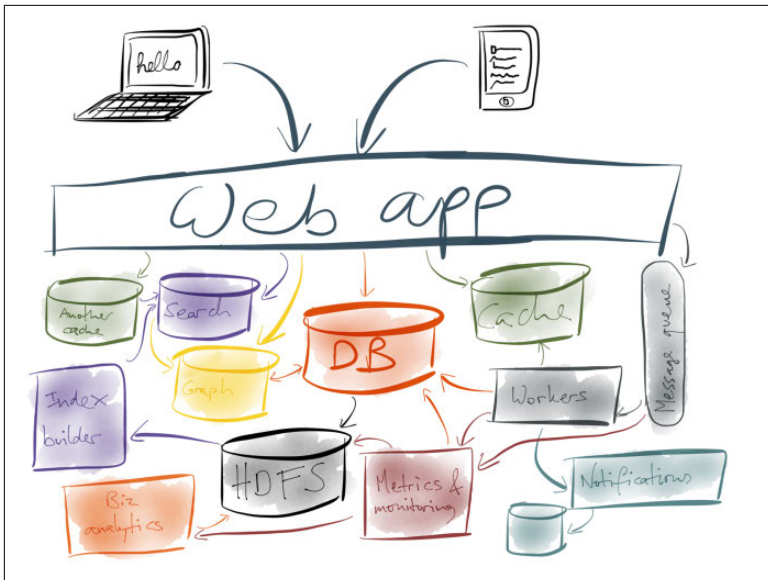 hello
Web app
Another
cache
Search
Cache
Message queue
DB
Graph
Workers
Index
builder
HDFS
Metrics &
monitoring
Notifications
Biz
analytics